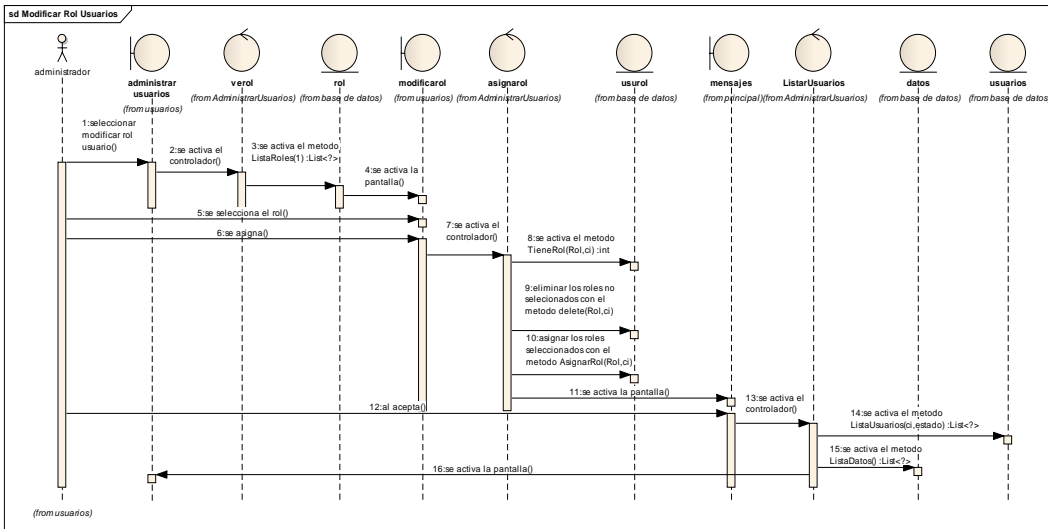 sd Modificar Rol Usuarios
administrador
administrar
usuarios
(from usuarios)
verol
(from AdministrarUsuarios)
rol
(from base de datos)
modificarol
(from usuarios)
asignarol
(from AdministrarUsuarios)
usurol
(from base de datos)
mensajes
(from principal)
ListarUsuarios
(from AdministrarUsuarios)
datos
(from base de datos)
usuarios
(from base de datos)
1:seleccionar
modificar rol
usuario()
2:se activa el
controlador()
3:se activa el metodo
ListaRoles(1) :List<?>
4:se activa la
pantalla()
5:se selecciona el rol()
6:se asigna()
7:se activa el
controlador()
8:se activa el metodo
TieneRol(Rol,ci) :int
9:eliminar los roles no
selecionados con el
metodo delete(Rol,ci)
10:asignar los roles
seleccionados con el
metodo AsignarRol(Rol,ci)
11:se activa la pantalla()
12:al acepta()
13:se activa el
controlador()
14:se activa el metodo
ListaUsuarios(ci,estado) :List<?>
15:se activa el metodo
ListaDatos() :List<?>
16:se activa la pantalla()
(from usuarios)